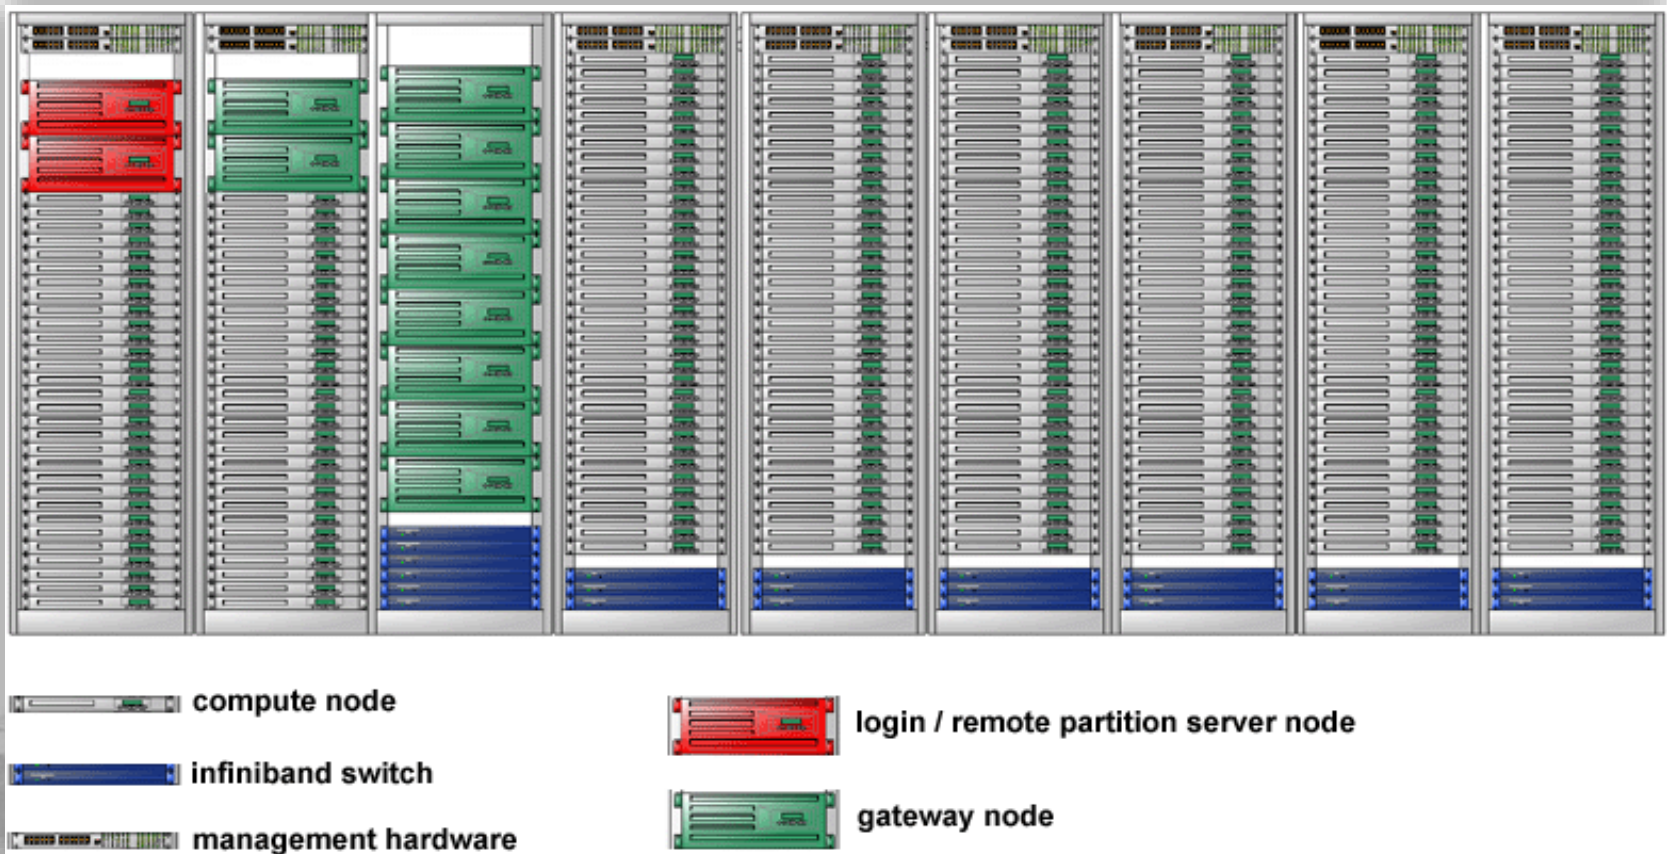 compute node
login / remote partition server node
infiniband switch
gateway node
management hardware